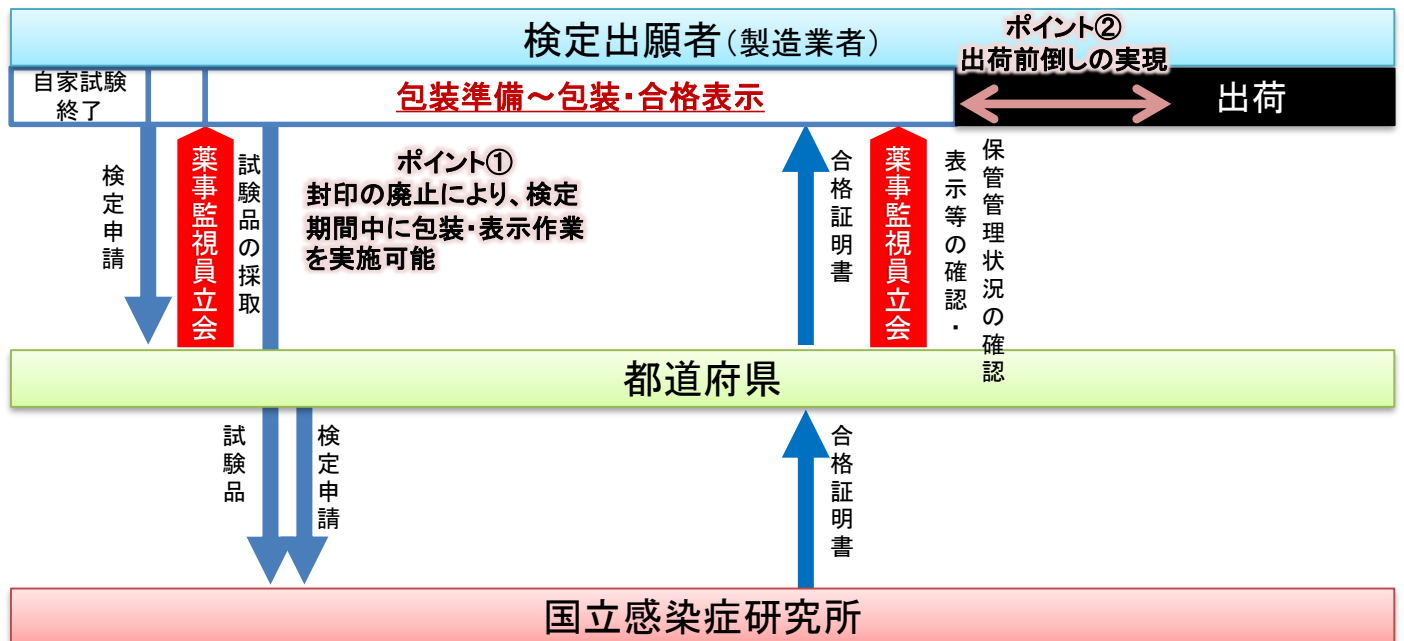 検定出願者（製造業者）
ポイント②
出荷前倒しの実現
自家試験
終了
包装準備～包装・合格表示
出荷
検定申請
薬事監視員立会
試験品の採取
ポイント①
封印の廃止により、検定
期間中に包装・表示作業
を実施可能
合格証明書
薬事監視員立会
保管管理状況の確認
表示等の確認・
都道府県
試験品
検定申請
合格証明書
国立感染症研究所